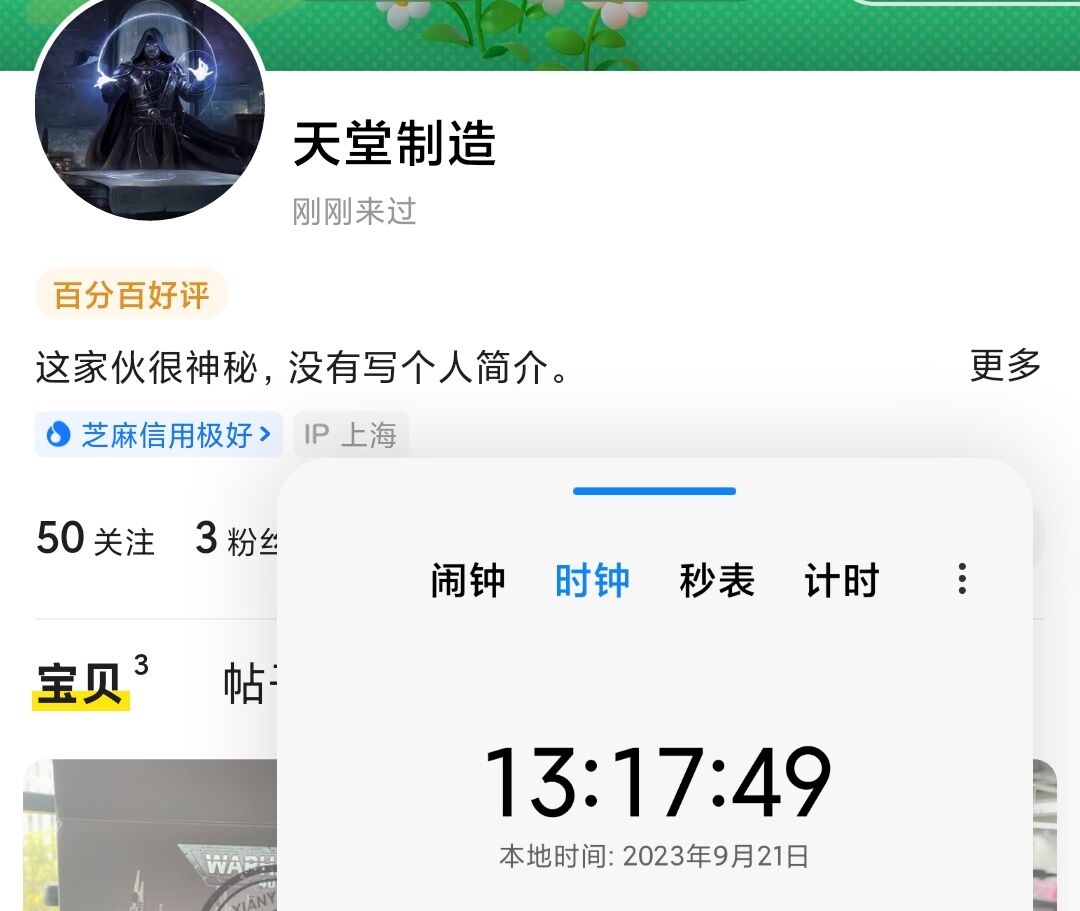 天堂制造
刚刚来过
百分百好评
这家伙很神秘，没有写个人简介。
更多
芝麻信用极好
IP 上海
50 关注 3 粉丝
闹钟 时钟 秒表 计时
宝贝 3
帖子
13:17:49
本地时间: 2023年9月21日
XIANY